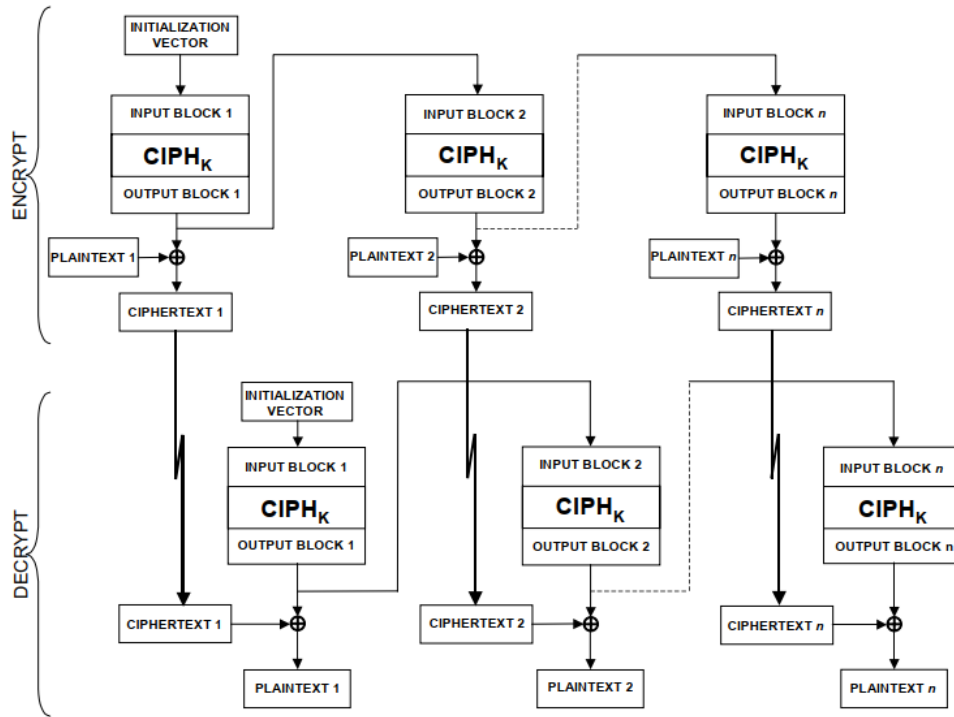 ENCRYPT
INITIALIZATION
VECTOR
INPUT BLOCK 1
CIPHK
OUTPUT BLOCK 1
PLAINTEXT 1
CIPHERTEXT 1
INPUT BLOCK 2
CIPHK
OUTPUT BLOCK 2
PLAINTEXT 2
CIPHERTEXT 2
INPUT BLOCK n
CIPHK
OUTPUT BLOCK n
PLAINTEXT n
CIPHERTEXT n
DECRYPT
INITIALIZATION
VECTOR
INPUT BLOCK 1
CIPHK
OUTPUT BLOCK 1
CIPHERTEXT 1
PLAINTEXT 1
INPUT BLOCK 2
CIPHK
OUTPUT BLOCK 2
CIPHERTEXT 2
PLAINTEXT 2
INPUT BLOCK n
CIPHK
OUTPUT BLOCK n
CIPHERTEXT n
PLAINTEXT n